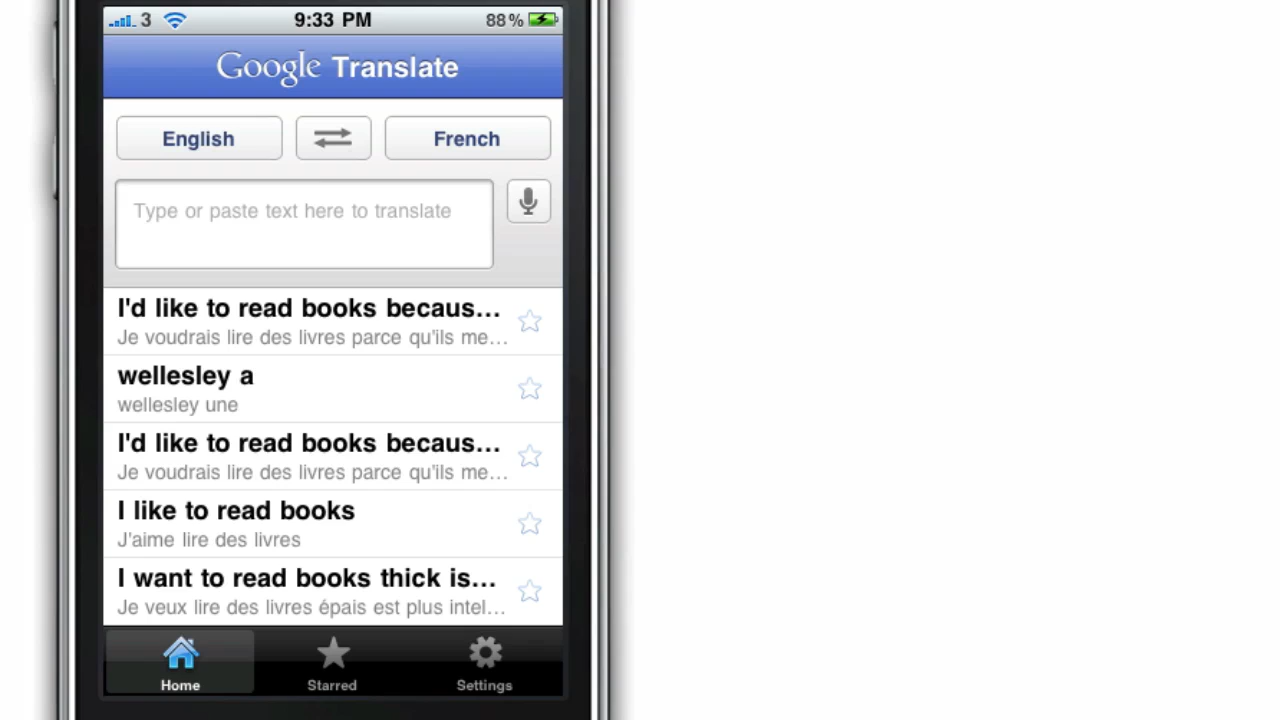 3 9:33 PM 88%
Google Translate
English French
Type or paste text here to translate
I'd like to read books becaus...
Je voudrais lire des livres parce qu'ils me...
wellesley a
wellesley une
I'd like to read books becaus...
Je voudrais lire des livres parce qu'ils me...
I like to read books
J'aime lire des livres
I want to read books thick is...
Je veux lire des livres épais est plus intel...
Home Starred Settings